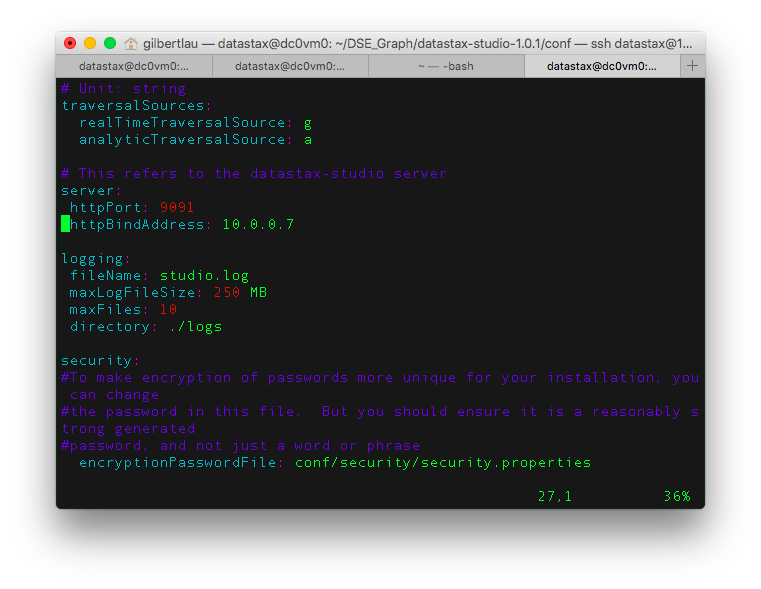 gilbertlau — datastax@dc0vm0: ~/DSE_Graph/datastax-studio-1.0.1/conf — ssh datastax@1...
datastax@dc0vm0:... datastax@dc0vm0:... ~ — -bash datastax@dc0vm0:... +
# Unit: string
traversalSources:
  realTimeTraversalSource: g
  analyticTraversalSource: a
# This refers to the datastax-studio server
server:
 httpPort: 9091
 httpBindAddress: 10.0.0.7
logging:
 fileName: studio.log
 maxLogFileSize: 250 MB
 maxFiles: 10
 directory: ./logs
security:
#To make encryption of passwords more unique for your installation, you
 can change
#the password in this file.  But you should ensure it is a reasonably s
trong generated
#password, and not just a word or phrase
  encryptionPasswordFile: conf/security/security.properties
27,1 36%